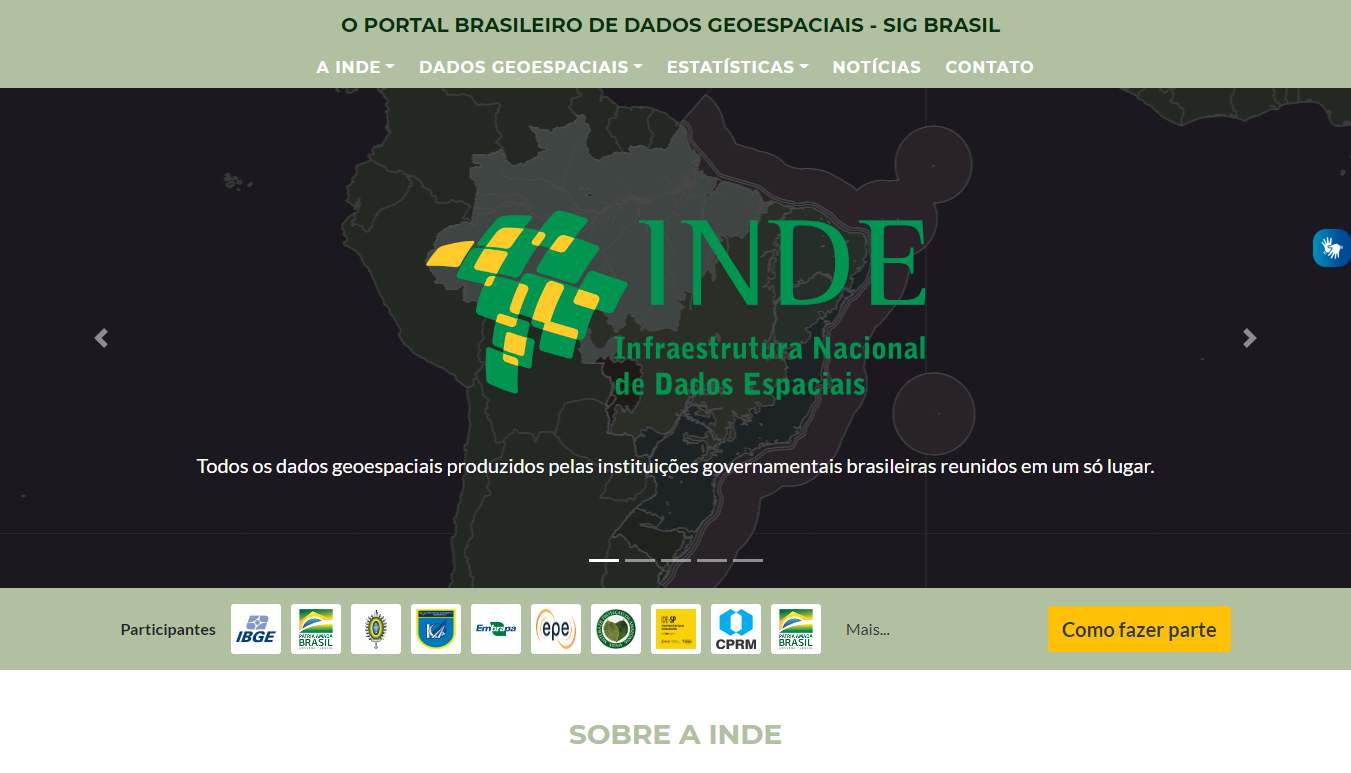 O PORTAL BRASILEIRO DE DADOS GEOESPACIAIS - SIG BRASIL
A INDE DADOS GEOESPACIAIS ESTATÍSTICAS NOTÍCIAS CONTATO
INDE
Infraestrutura Nacional
de Dados Espaciais
Todos os dados geoespaciais produzidos pelas instituições governamentais brasileiras reunidos em um só lugar.
Participantes IBGE PÁTRIA AMADA BRASIL Embrapa epe IDE-SP CPRM PÁTRIA AMADA BRASIL Mais... Como fazer parte
SOBRE A INDE